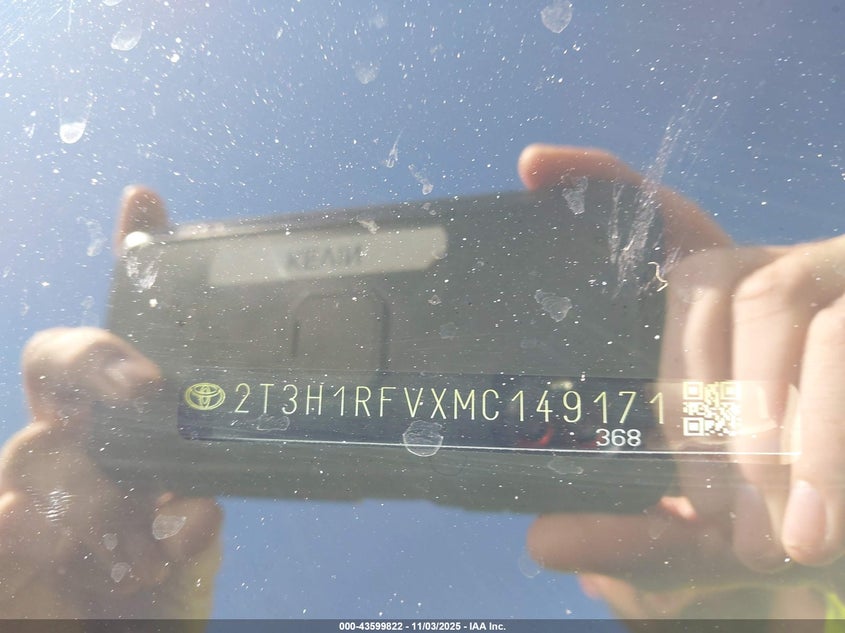 2T3H1RFVXMC149171
368
000-43599822 - 11/03/2025 - IAA Inc.